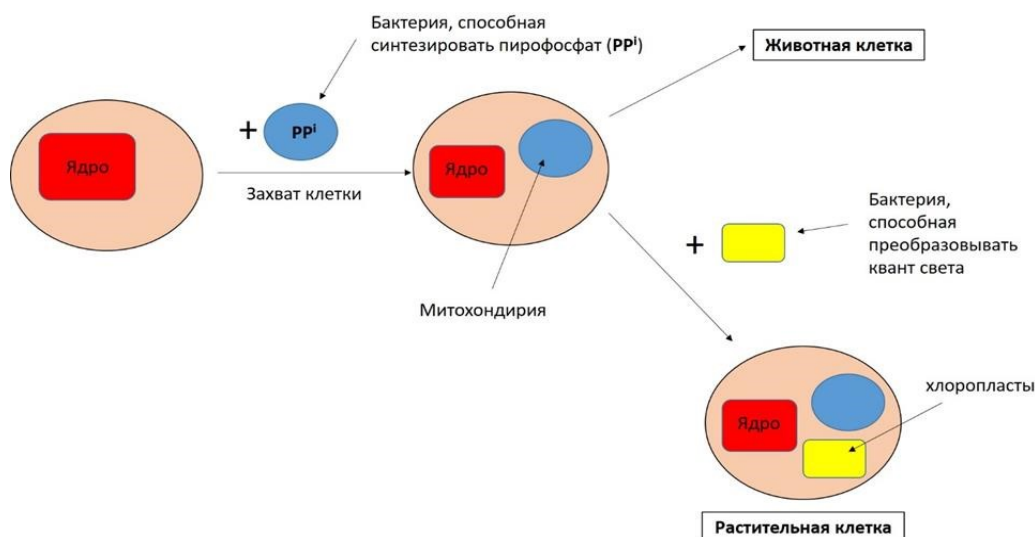 Бактерия, способная
синтезировать пирофосфат (PPⁱ)
Животная клетка
+
PPⁱ
Ядро
Захват клетки
Ядро
+
Бактерия,
способная
преобразовывать
квант света
Митохондирия
хлоропласты
Ядро
Растительная клетка